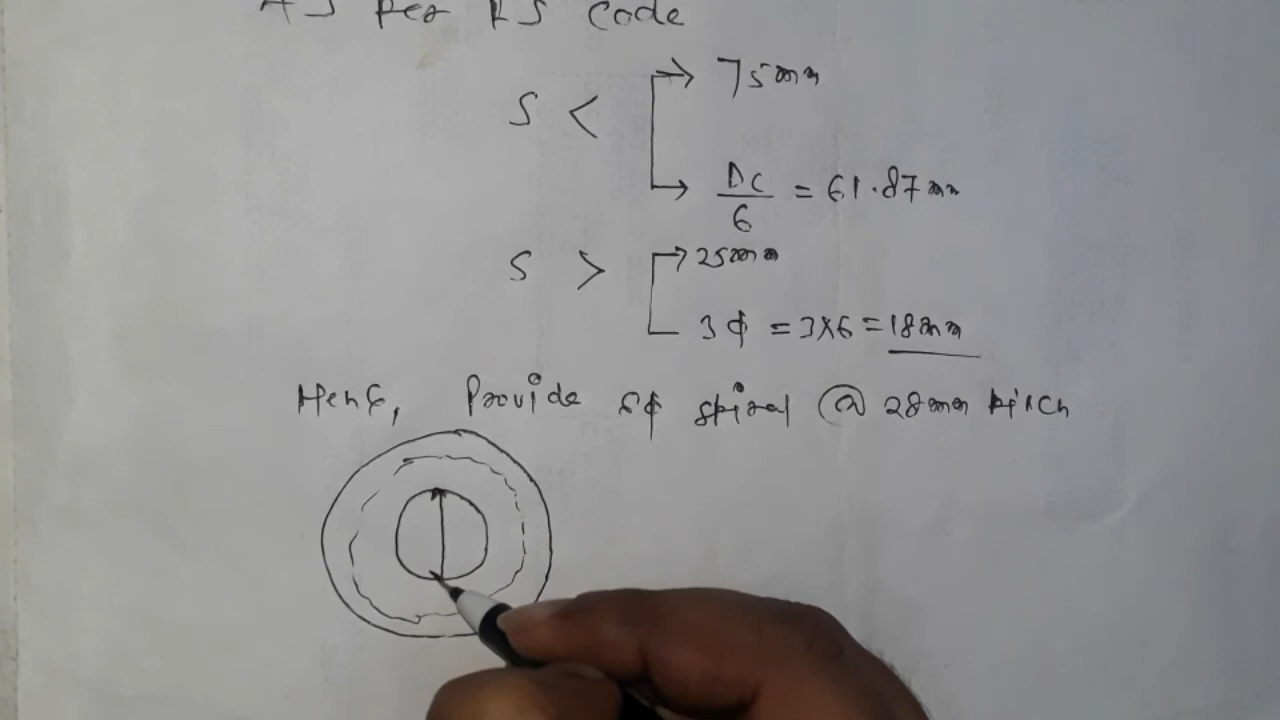 As Per IS Code
S < 75mm
Dc/6 = 61.87mm
S > 25mm
3ϕ = 3x6 = 18mm
Hence, Provide 6ϕ spiral @ 28mm pitch